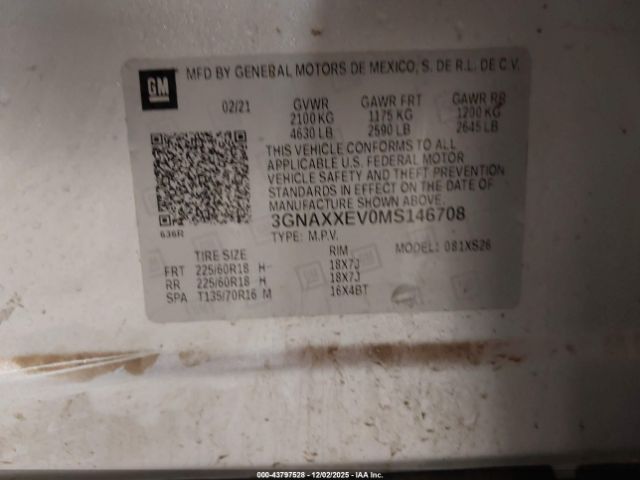 GM
MFD BY GENERAL MOTORS DE MEXICO, S. DE R.L. DE C.V.
02/21 GVWR GAWR FRT GAWR RR
2100 KG 1175 KG 1200 KG
4630 LB 2590 LB 2645 LB
THIS VEHICLE CONFORMS TO ALL
APPLICABLE U.S. FEDERAL MOTOR
VEHICLE SAFETY AND THEFT PREVENTION
STANDARDS IN EFFECT ON THE DATE OF
MANUFACTURE SHOWN ABOVE.
636R
3GNAXXEV0MS146708
TYPE: M.P.V. MODEL: 081XS26
TIRE SIZE RIM
FRT 225/60R18 H 18X7J
RR 225/60R18 H 18X7J
SPA T135/70R16 M 16X4BT
000-43797528 - 12/02/2025 - IAA Inc.